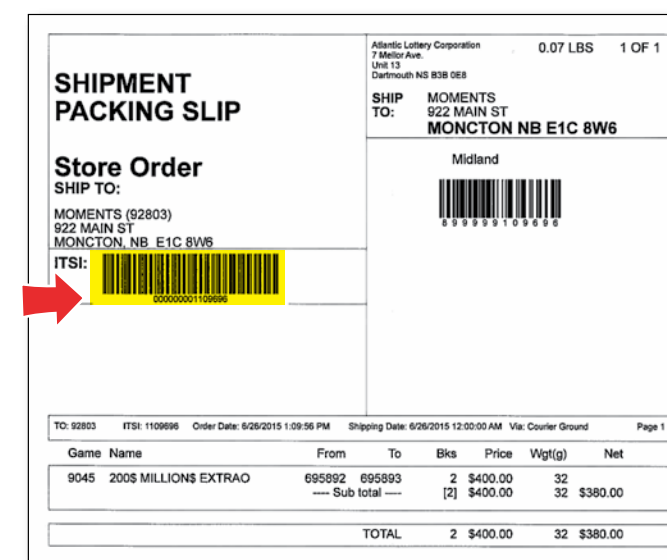 SHIPMENT
PACKING SLIP
Store Order
SHIP TO:
MOMENTS (92803)
922 MAIN ST
MONCTON, NB E1C 8W6
ITSI:
000000001109696
Atlantic Lottery Corporation
7 Mellor Ave.
Unit 13
Dartmouth NS B3B 0E8
0.07 LBS 1 OF 1
SHIP TO: MOMENTS
922 MAIN ST
MONCTON NB E1C 8W6
Midland
899999109696
TO: 92803 ITSI: 1109696 Order Date: 6/26/2015 1:09:56 PM Shipping Date: 6/26/2015 12:00:00 AM Via: Courier Ground Page 1
Game Name From To Bks Price Wgt(g) Net
9045 200$ MILLION$ EXTRAO 695892 695893 2 $400.00 32
---- Sub total ---- [2] $400.00 32 $380.00
TOTAL 2 $400.00 32 $380.00